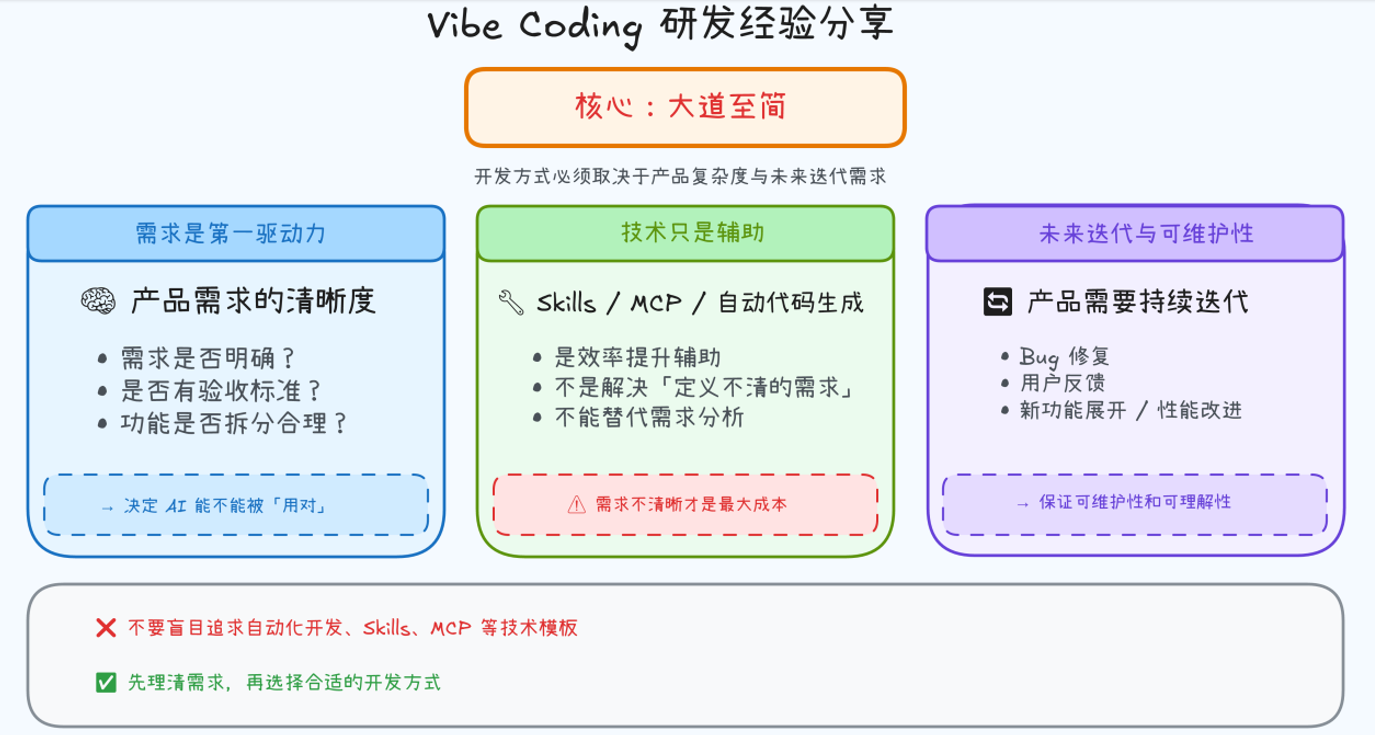 Vibe Coding 研发经验分享
核心：大道至简
开发方式必须取决于产品复杂度与未来迭代需求
需求是第一驱动力
产品需求的清晰度
• 需求是否明确？
• 是否有验收标准？
• 功能是否拆分合理？
→ 决定 AI 能不能被「用对」
技术只是辅助
Skills / MCP / 自动代码生成
• 是效率提升辅助
• 不是解决「定义不清的需求」
• 不能替代需求分析
⚠ 需求不清晰才是最大成本
未来迭代与可维护性
产品需要持续迭代
• Bug 修复
• 用户反馈
• 新功能展开 / 性能改进
→ 保证可维护性和可理解性
❌ 不要盲目追求自动化开发、Skills、MCP 等技术模板
✅ 先理清需求，再选择合适的开发方式